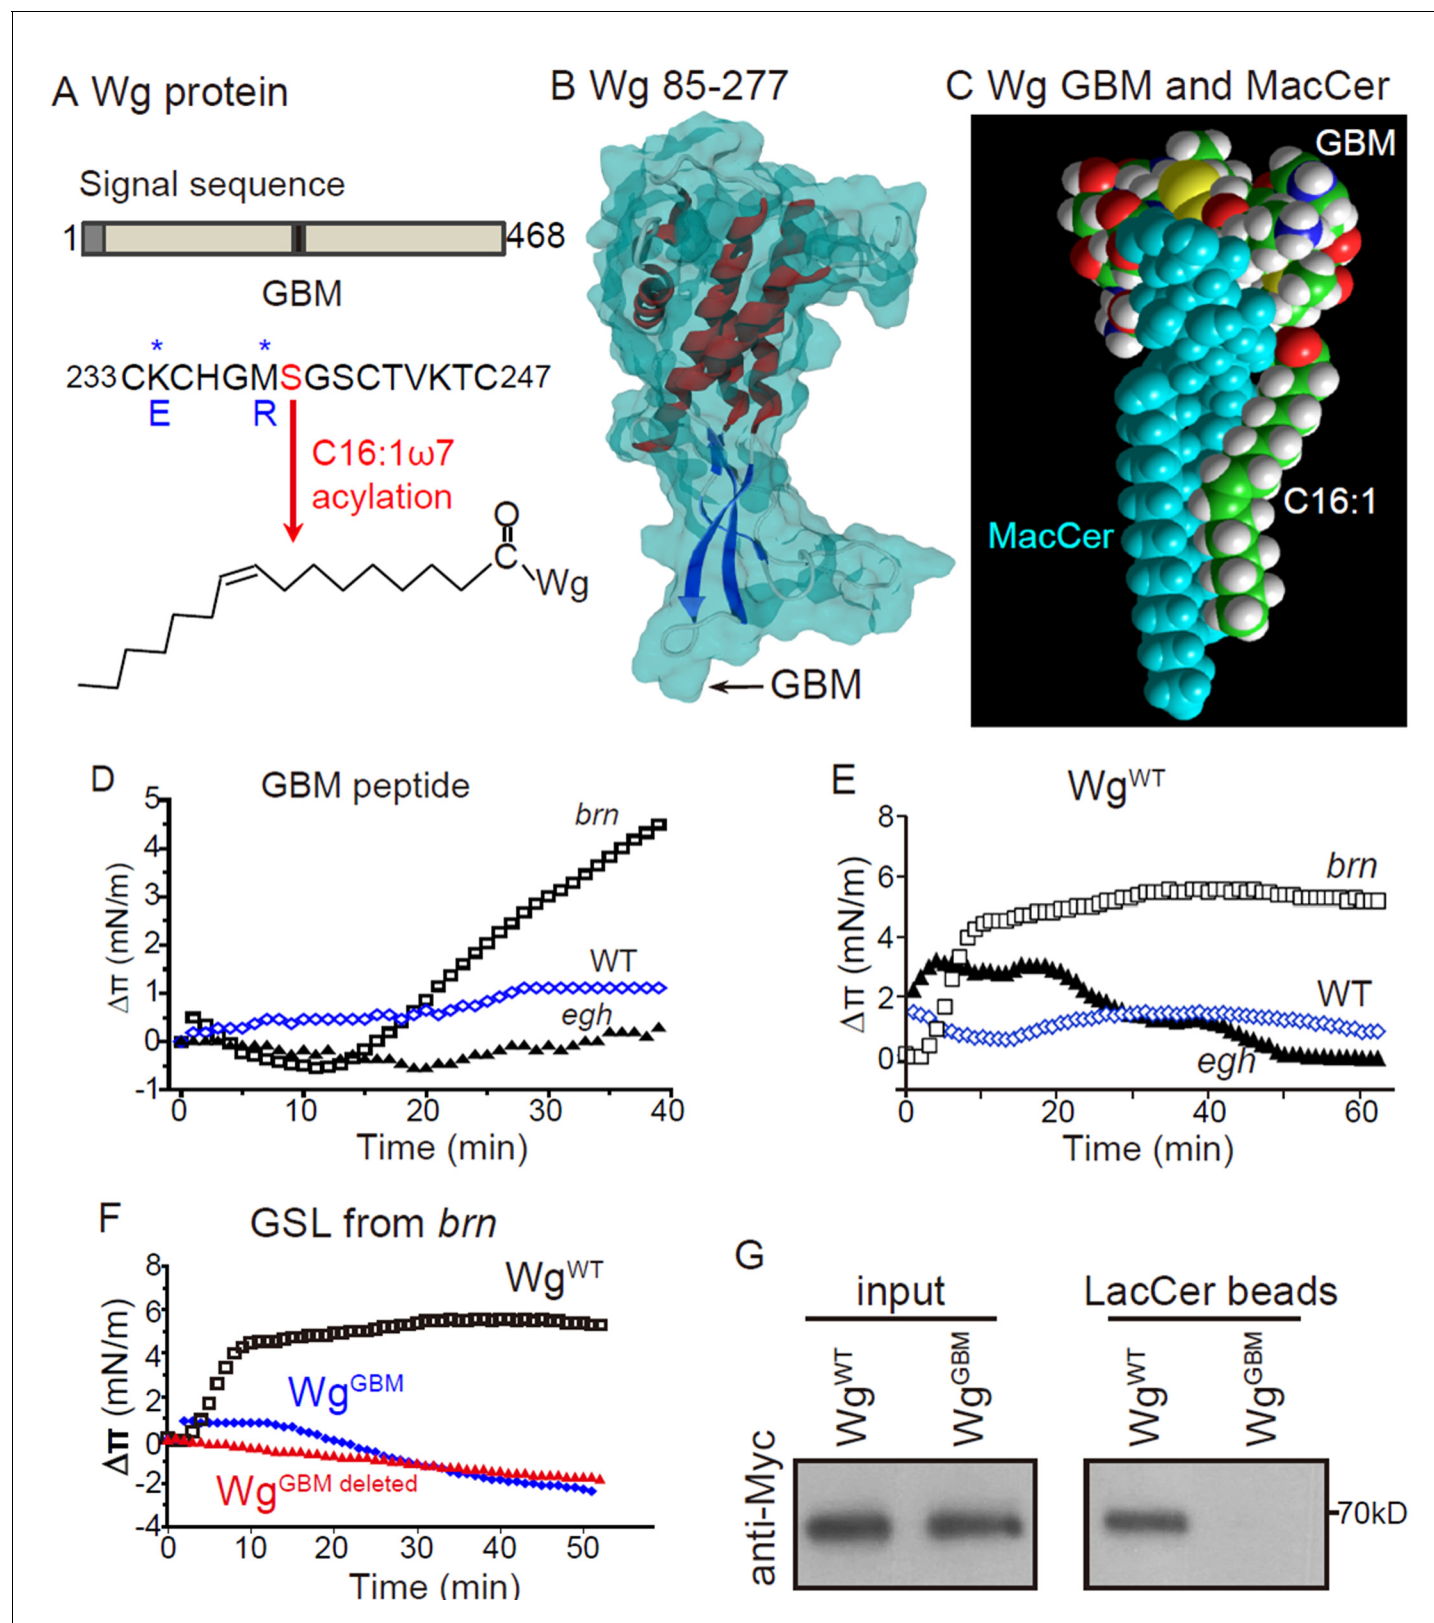 A Wg protein
Signal sequence
1 468
GBM
* *
233CKCHGMSGSCTVKTC247
E R
C16:1ω7
acylation
O
C
Wg
B Wg 85-277
GBM
C Wg GBM and MacCer
GBM
C16:1
MacCer
D GBM peptide
5
4
3
2
1
0
-1
Δπ (mN/m)
brn
WT
egh
0 10 20 30 40
Time (min)
E Wg^WT
8
6
4
2
0
Δπ (mN/m)
brn
WT
egh
0 20 40 60
Time (min)
F GSL from brn
8
6
4
2
0
-2
-4
Δπ (mN/m)
Wg^WT
Wg^GBM
Wg^GBM deleted
0 10 20 30 40 50
Time (min)
G
input LacCer beads
Wg^WT Wg^GBM Wg^WT Wg^GBM
anti-Myc
70kD